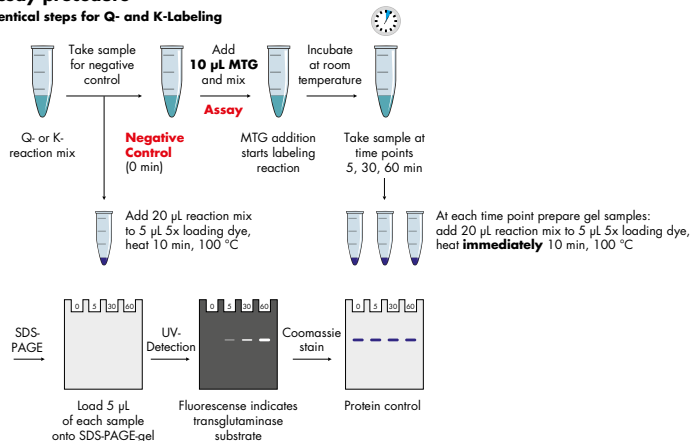 entical steps for Q- and K-Labeling
Take sample
for negative
control
Add
10 µL MTG
and mix
Assay
Incubate
at room
temperature
Q- or K-
reaction mix
Negative
Control
(0 min)
MTG addition
starts labeling
reaction
Take sample at
time points
5, 30, 60 min
Add 20 µL reaction mix
to 5 µL 5x loading dye,
heat 10 min, 100 °C
At each time point prepare gel samples:
add 20 µL reaction mix to 5 µL 5x loading dye,
heat immediately 10 min, 100 °C
SDS-
PAGE
0 5 30 60
UV-
Detection
0 5 30 60
Coomassie
stain
0 5 30 60
Load 5 µL
of each sample
onto SDS-PAGE-gel
Fluorescense indicates
transglutaminase
substrate
Protein control